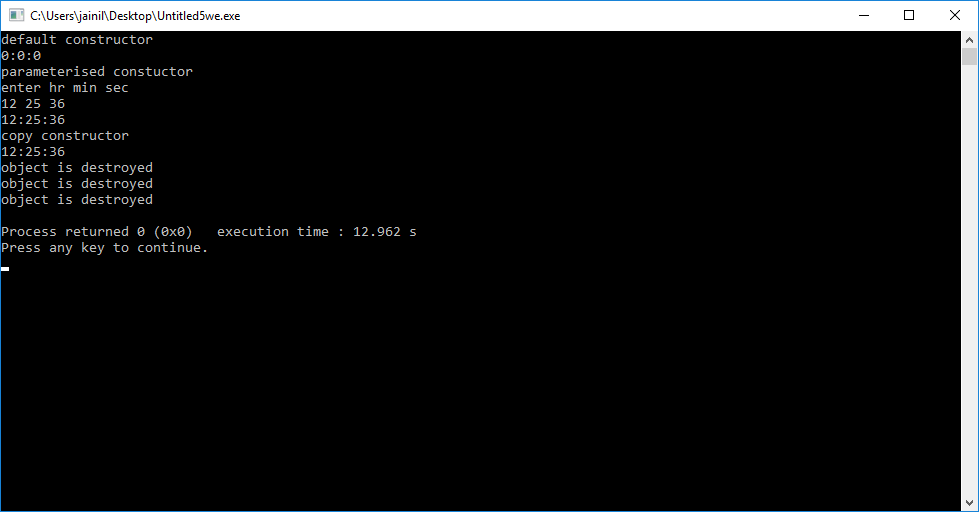 C:\Users\jainil\Desktop\Untitled5we.exe
default constructor
0:0:0
parameterised constuctor
enter hr min sec
12 25 36
12:25:36
copy constructor
12:25:36
object is destroyed
object is destroyed
object is destroyed
Process returned 0 (0x0)   execution time : 12.962 s
Press any key to continue.